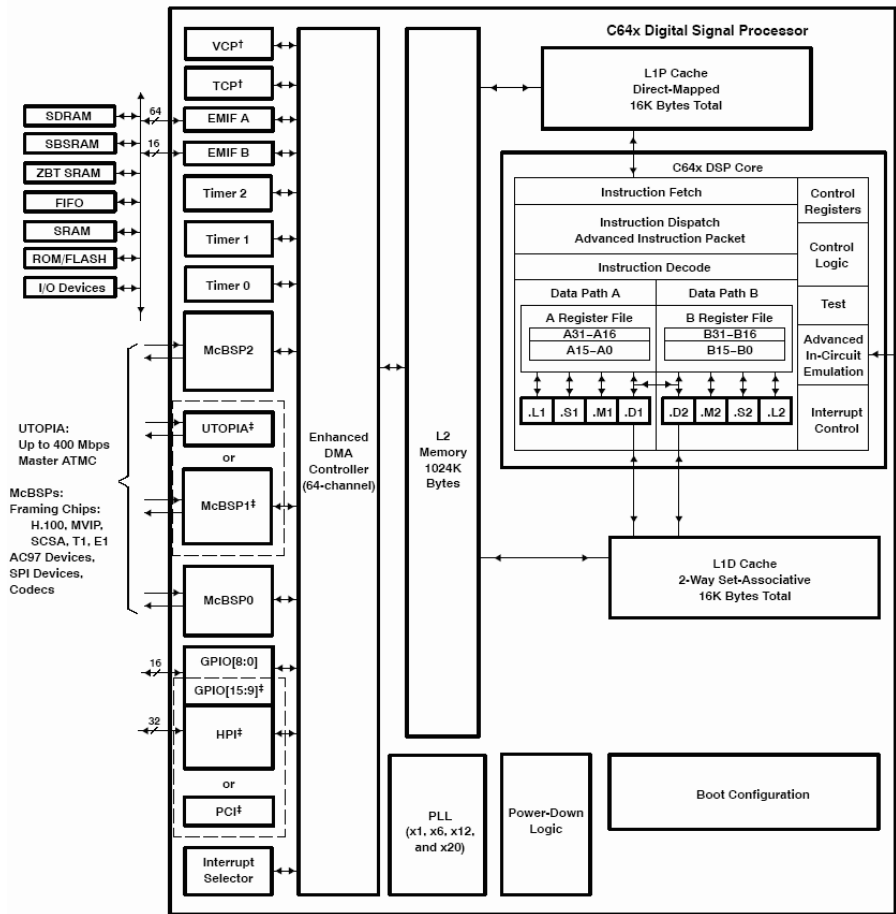 C64x Digital Signal Processor
VCP†
TCP†
EMIF A
EMIF B
Timer 2
Timer 1
Timer 0
McBSP2
UTOPIA‡
or
McBSP1‡
McBSP0
GPIO[8:0]
GPIO[15:9]‡
HPI‡
or
PCI‡
Interrupt
Selector
64
16
SDRAM
SBSRAM
ZBT SRAM
FIFO
SRAM
ROM/FLASH
I/O Devices
UTOPIA:
Up to 400 Mbps
Master ATMC
McBSPs:
Framing Chips:
H.100, MVIP,
SCSA, T1, E1
AC97 Devices,
SPI Devices,
Codecs
16
32
Enhanced
DMA
Controller
(64-channel)
L2
Memory
1024K
Bytes
L1P Cache
Direct-Mapped
16K Bytes Total
C64x DSP Core
Instruction Fetch
Instruction Dispatch
Advanced Instruction Packet
Instruction Decode
Data Path A
Data Path B
A Register File
A31–A16
A15–A0
B Register File
B31–B16
B15–B0
.L1 .S1 .M1 .D1
.D2 .M2 .S2 .L2
Control
Registers
Control
Logic
Test
Advanced
In-Circuit
Emulation
Interrupt
Control
L1D Cache
2-Way Set-Associative
16K Bytes Total
PLL
(x1, x6, x12,
and x20)
Power-Down
Logic
Boot Configuration